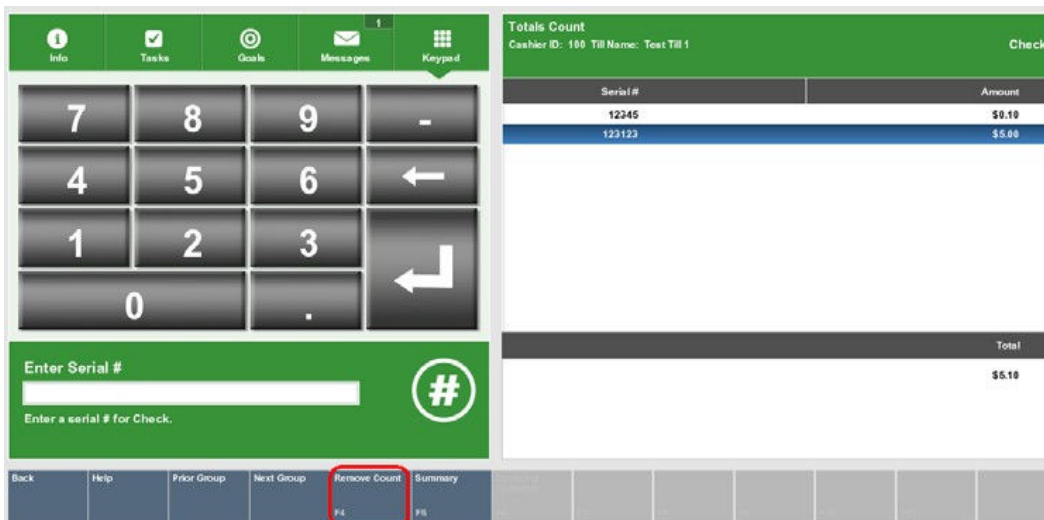 1
Info
Tasks
Goals
Messages
Keypad
7 8 9 -
4 5 6
1 2 3
0 .
Enter Serial #
#
Enter a serial # for Check.
Totals Count
Cashier ID: 100 Till Name: Test Till 1
Check
Serial # Amount
12345 $0.10
123123 $5.00
Total
$5.10
Back
Help
Prior Group
Next Group
Remove Count
F4
Summary
F5